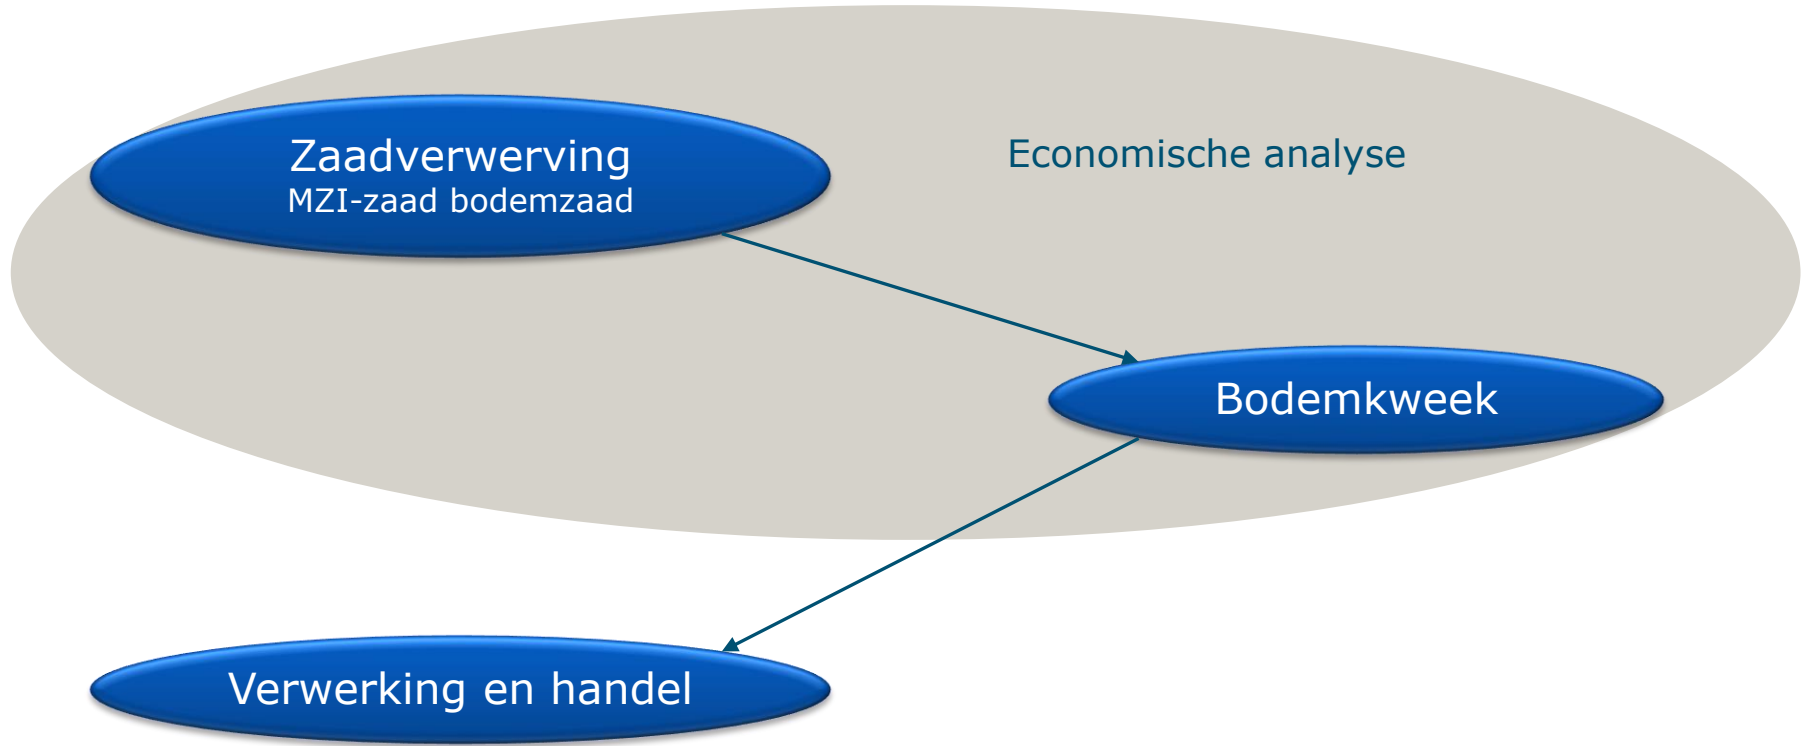 Zaadverwerving
MZI-zaad bodemzaad
Economische analyse
Bodemkweek
Verwerking en handel